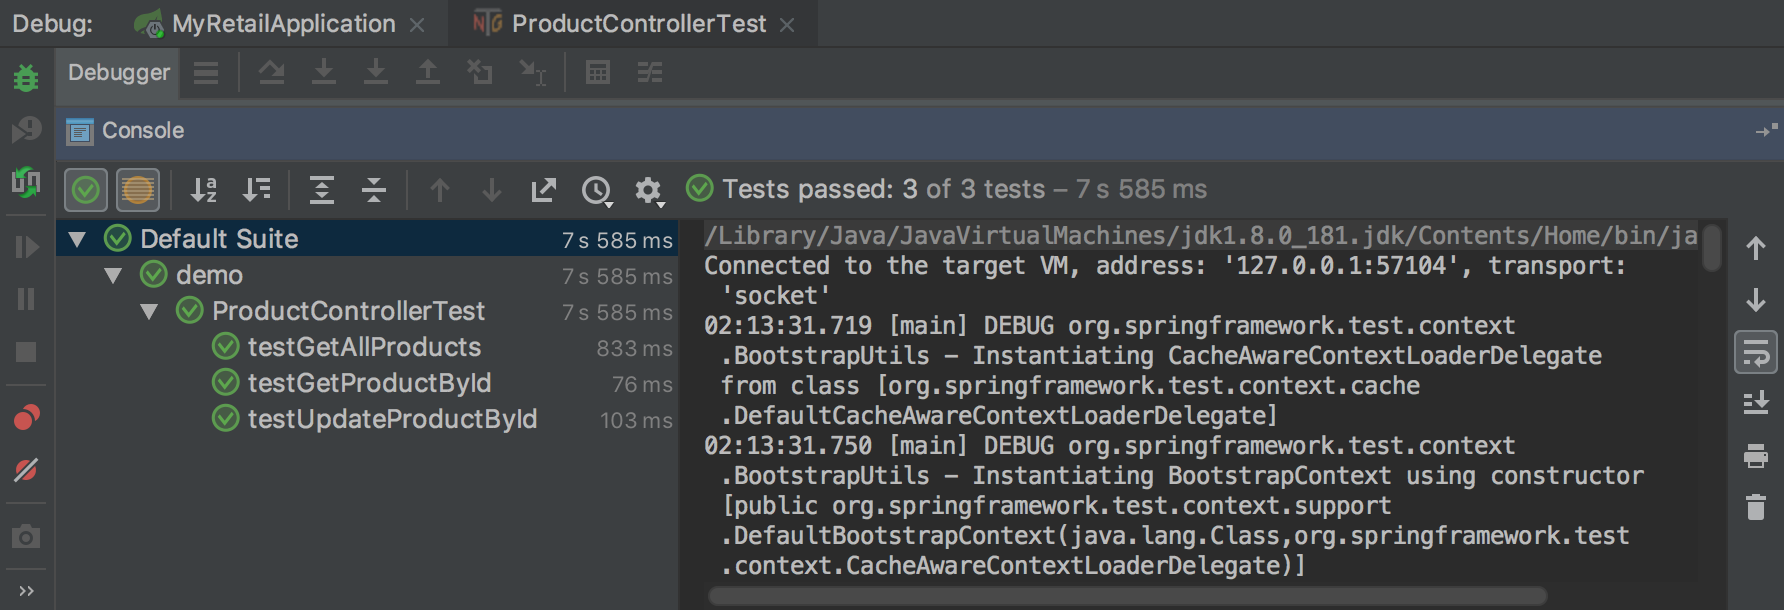 Debug: MyRetailApplication NTG ProductControllerTest
Debugger
Console
Tests passed: 3 of 3 tests – 7 s 585 ms
Default Suite 7 s 585 ms
demo 7 s 585 ms
ProductControllerTest 7 s 585 ms
testGetAllProducts 833 ms
testGetProductById 76 ms
testUpdateProductById 103 ms
/Library/Java/JavaVirtualMachines/jdk1.8.0_181.jdk/Contents/Home/bin/ja
Connected to the target VM, address: '127.0.0.1:57104', transport:
'socket'
02:13:31.719 [main] DEBUG org.springframework.test.context
.BootstrapUtils - Instantiating CacheAwareContextLoaderDelegate
from class [org.springframework.test.context.cache
.DefaultCacheAwareContextLoaderDelegate]
02:13:31.750 [main] DEBUG org.springframework.test.context
.BootstrapUtils - Instantiating BootstrapContext using constructor
[public org.springframework.test.context.support
.DefaultBootstrapContext(java.lang.Class,org.springframework.test
.context.CacheAwareContextLoaderDelegate)]